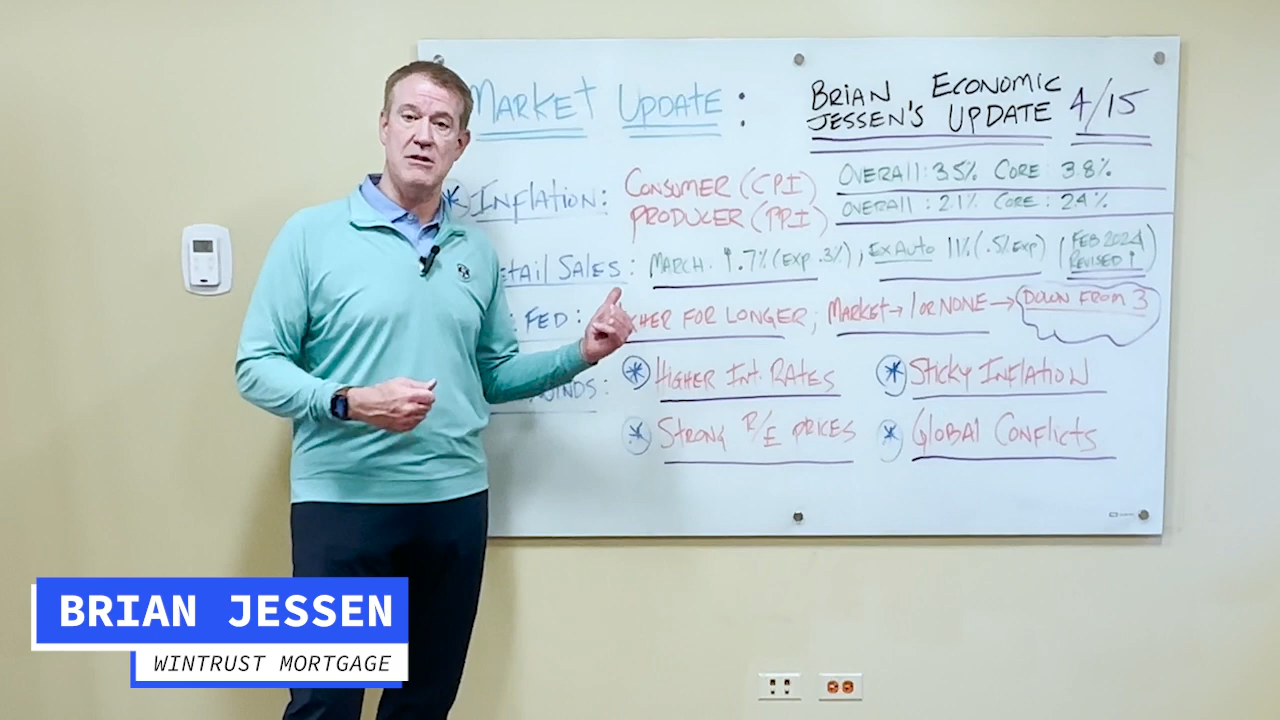 MARKET UPDATE :
BRIAN JESSEN'S ECONOMIC UPDATE 4/15
* INFLATION: CONSUMER (CPI) OVERALL: 3.5% CORE: 3.8%
PRODUCER (PPI) OVERALL: 2.1% CORE: 2.4%
ETAIL SALES: MARCH: ↑.7% (EXP .3%), EX AUTO 1.1% (.5% EXP) (FEB 2024 REVISED ↑)
: FED: HER FOR LONGER; MARKET → 1 OR NONE → DOWN FROM 3
WINDS: * HIGHER INT. RATES * STICKY INFLATION
* STRONG R/E PRICES * GLOBAL CONFLICTS
BRIAN JESSEN
WINTRUST MORTGAGE